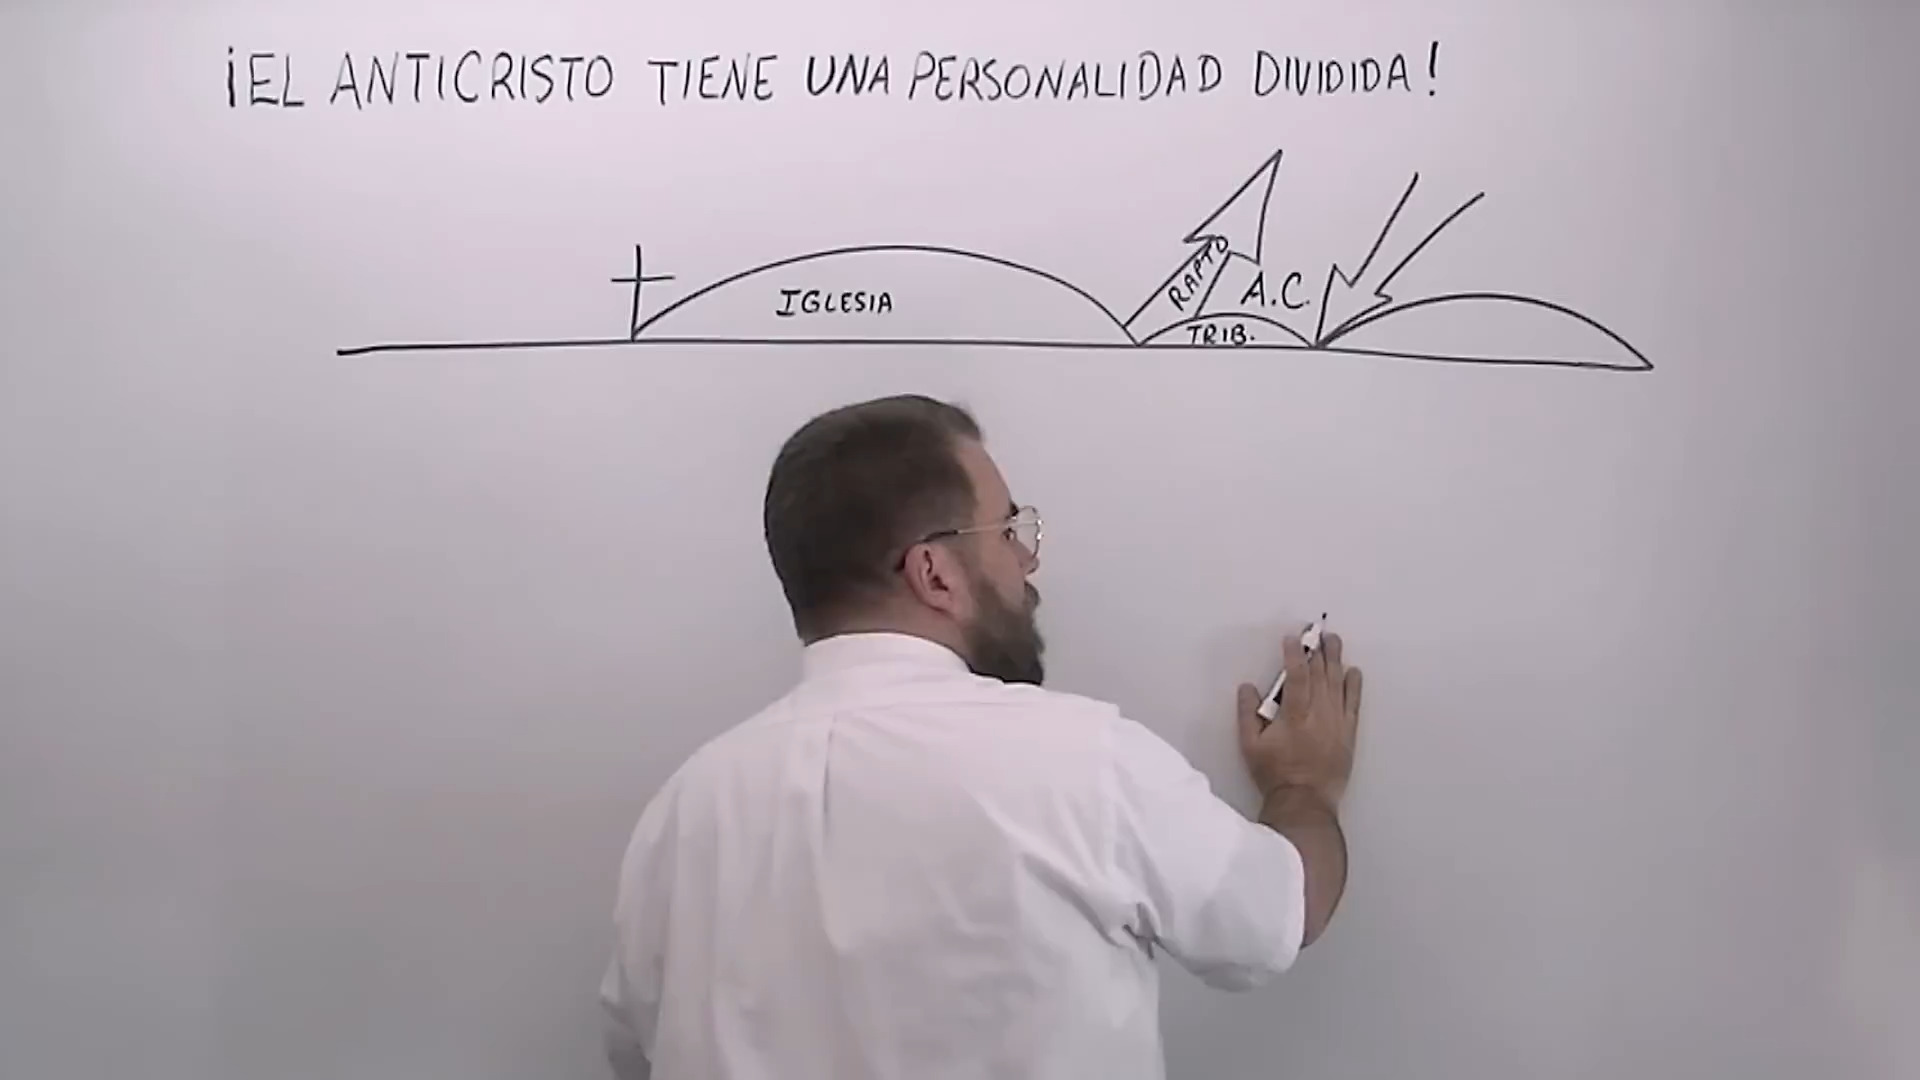 ¡EL ANTICRISTO TIENE UNA PERSONALIDAD DIVIDIDA!
IGLESIA
RAPTO
A.C.
TRIB.